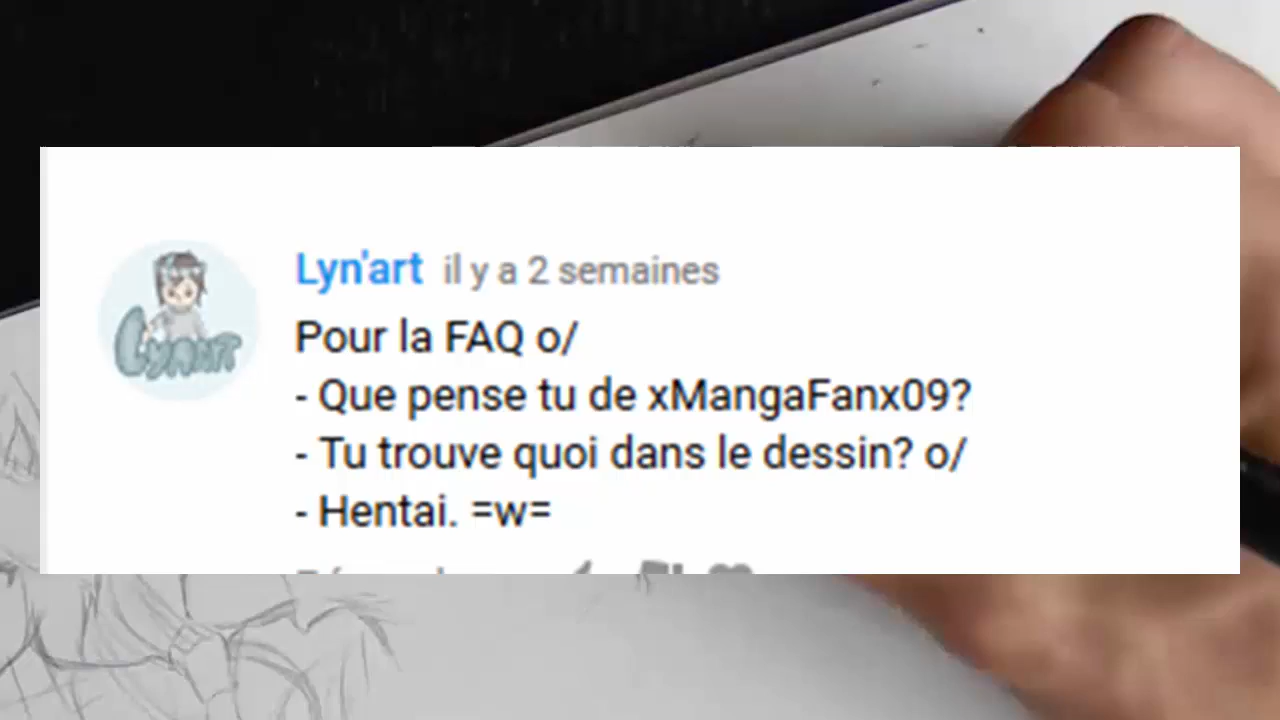 Lyn'art il y a 2 semaines
Pour la FAQ o/
- Que pense tu de xMangaFanx09?
- Tu trouve quoi dans le dessin? o/
- Hentai. =w=
LYNART